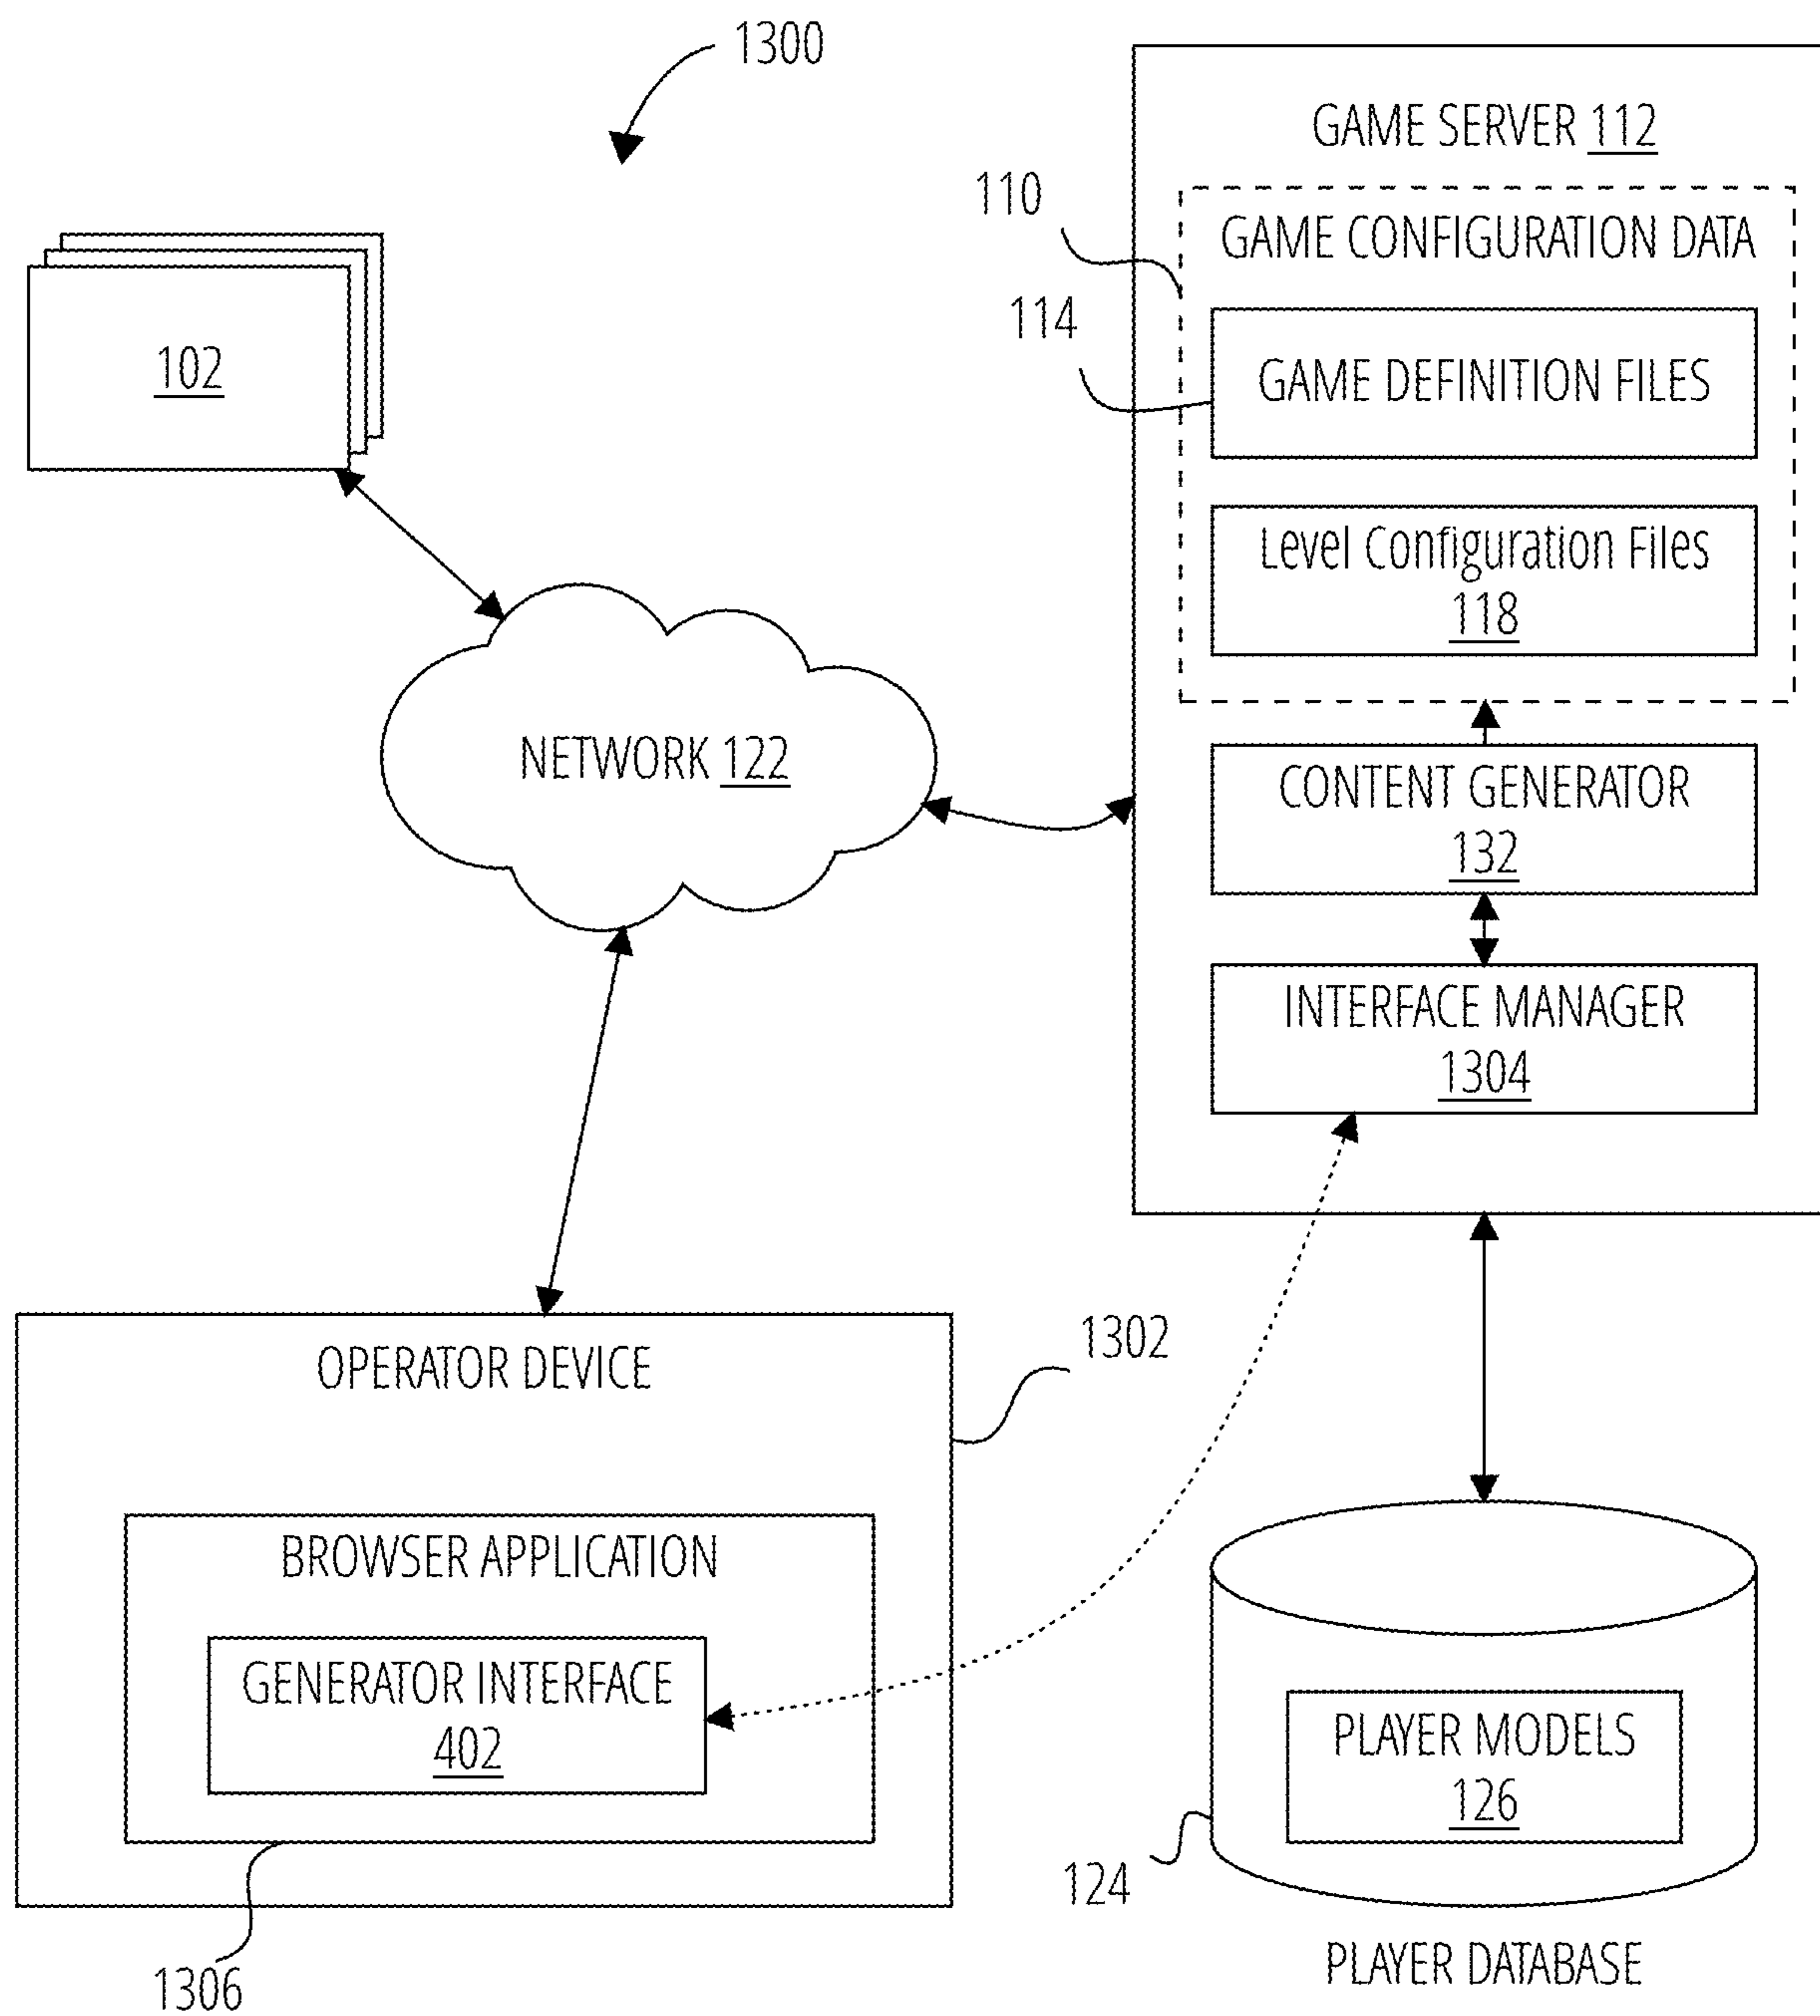 1300
GAME SERVER 112
110
GAME CONFIGURATION DATA
114
GAME DEFINITION FILES
102
Level Configuration Files
118
NETWORK 122
CONTENT GENERATOR
132
INTERFACE MANAGER
1304
OPERATOR DEVICE
1302
BROWSER APPLICATION
GENERATOR INTERFACE
402
PLAYER MODELS
126
124
1306
PLAYER DATABASE